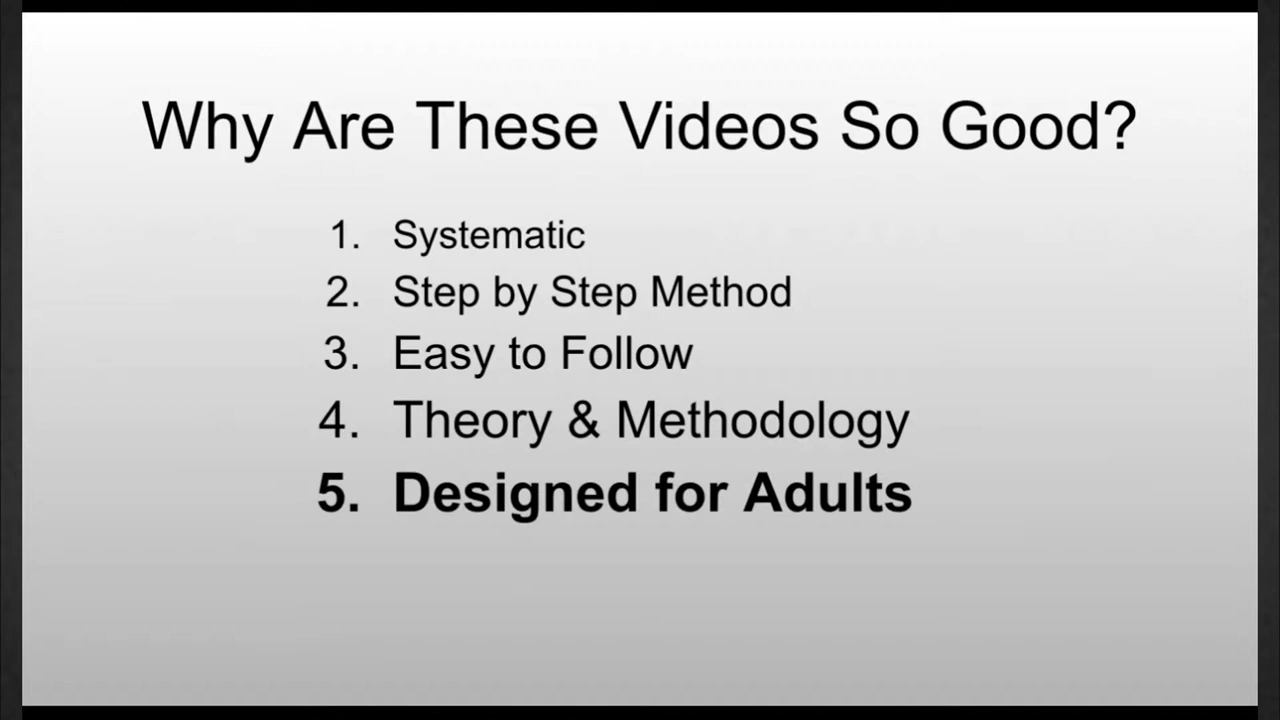 Why Are These Videos So Good?
1. Systematic
2. Step by Step Method
3. Easy to Follow
4. Theory & Methodology
5. Designed for Adults